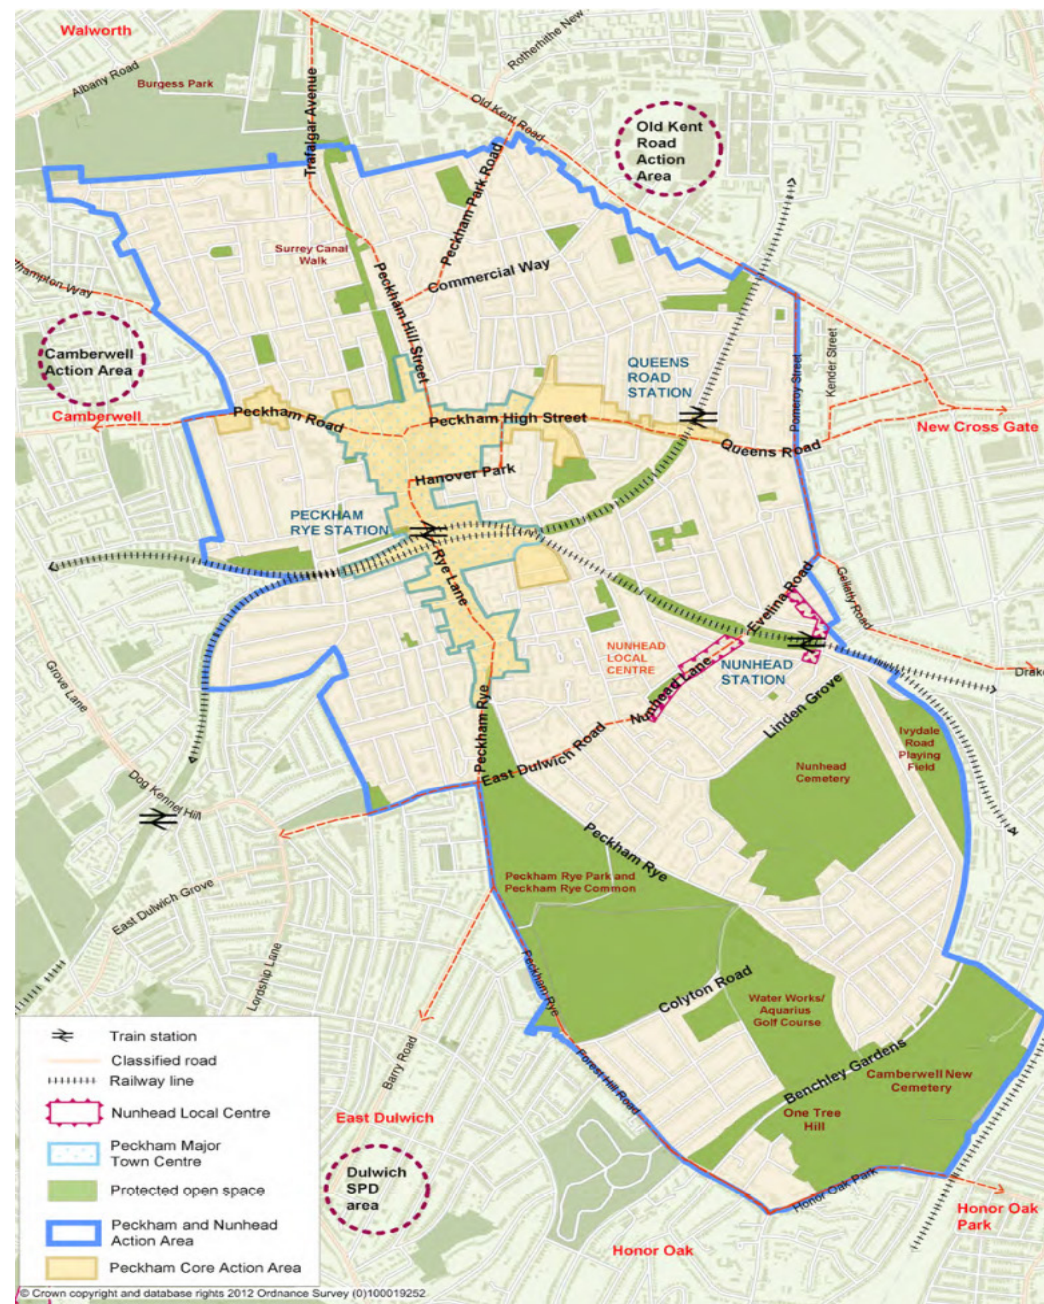 Walworth
Albany Road
Burgess Park
Trafalgar Avenue
Rotherhithe New
Old Kent Road
Old Kent
Road
Action
Area
Peckham Park Road
Surrey Canal
Walk
Commercial Way
Peckham Hill Street
Camberwell
Action Area
Camberwell
QUEENS
ROAD
STATION
Pomeroy Street
Kender Street
Peckham Road
Peckham High Street
Queens Road
New Cross Gate
Hanover Park
PECKHAM
RYE STATION
Rye Lane
Evelina Road
Gellatly Road
NUNHEAD
LOCAL
CENTRE
NUNHEAD
STATION
Nunhead Lane
Linden Grove
Grove Lane
Peckham Rye
East Dulwich Road
Ivydale
Road
Playing
Field
Nunhead
Cemetery
Dog Kennel Hill
Peckham Rye
Peckham Rye Park and
Peckham Rye Common
East Dulwich Grove
Lordship Lane
Peckham Rye
Colyton Road
Water Works/
Aquarius
Golf Course
Barry Road
Forest Hill Road
Benchley Gardens
Camberwell New
Cemetery
One Tree
Hill
East Dulwich
Dulwich
SPD
area
Honor Oak Park
Honor Oak
Park
Honor Oak
Train station
Classified road
Railway line
Nunhead Local Centre
Peckham Major
Town Centre
Protected open space
Peckham and Nunhead
Action Area
Peckham Core Action Area
© Crown copyright and database rights 2012 Ordnance Survey (0)100019252